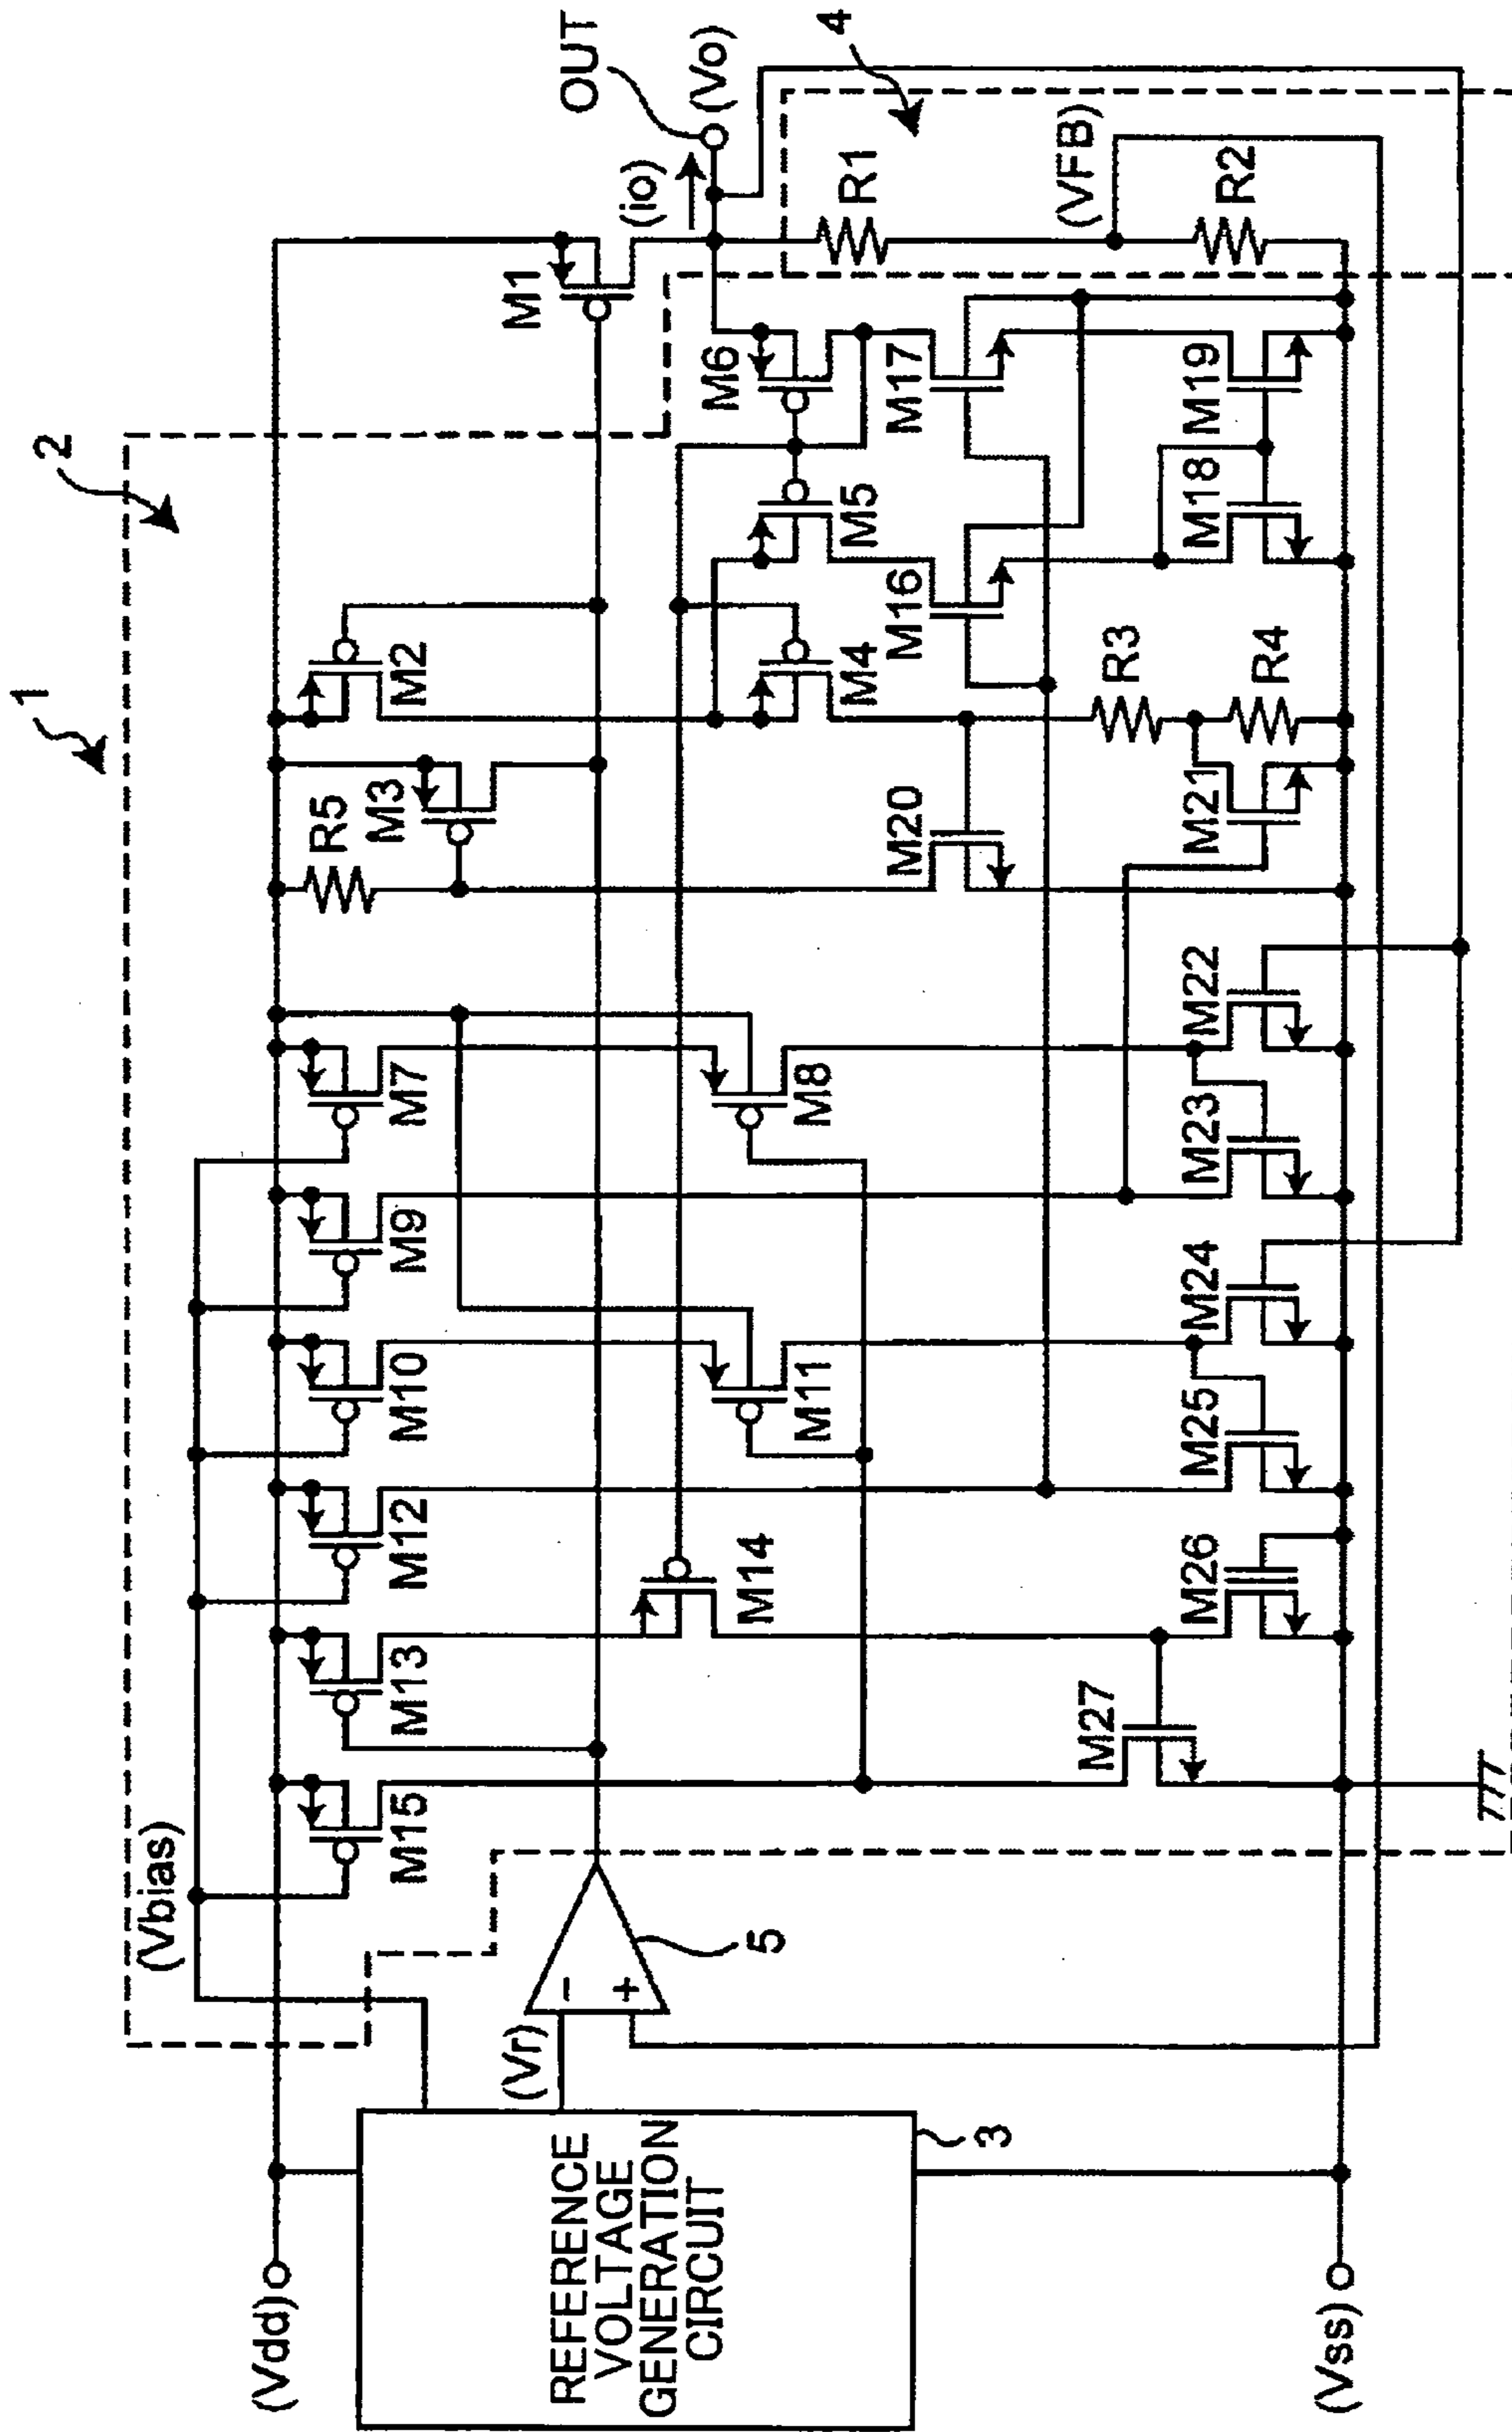 1
2
(Vbias)
(Vdd)
REFERENCE
VOLTAGE
GENERATION
CIRCUIT
3
(Vr)
−
+
5
M15
M13
M12
M10
M9
M7
R5
M3
M2
M1
(io)
OUT
(Vo)
4
M14
M11
M8
M20
M4
M5
M6
M16
M17
R1
(VFB)
M27
M26
M25
M24
M23
M22
M21
R3
R4
M18
M19
R2
(Vss)